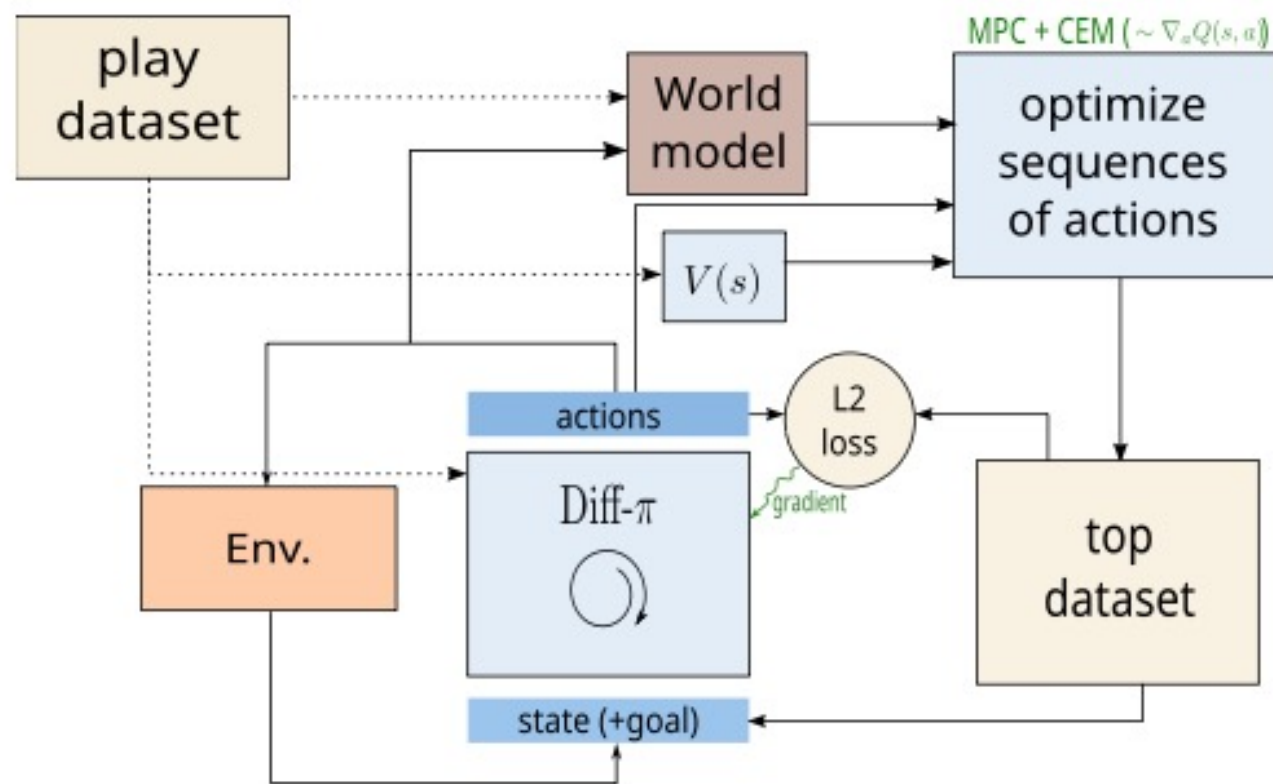 MPC + CEM ( ~ ∇ₐQ(s, a))
play
dataset
World
model
optimize
sequences
of actions
V(s)
actions
L2
loss
gradient
Diff-π
Env.
top
dataset
state (+goal)